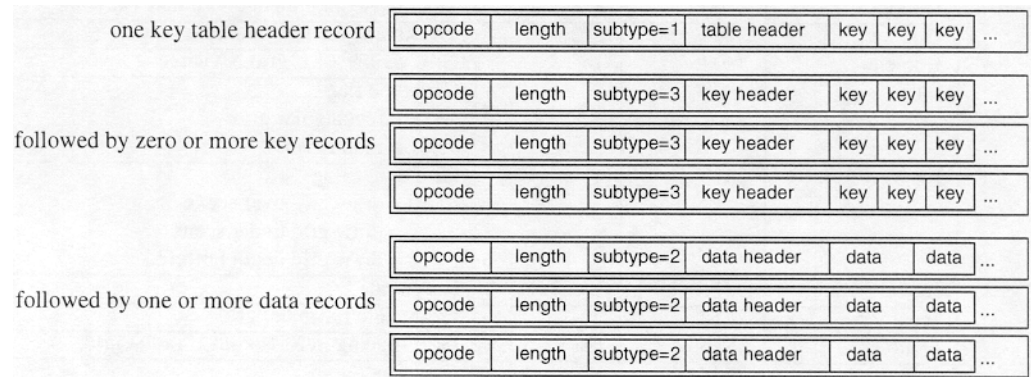 one key table header record opcode length subtype=1 table header key key key ...
opcode length subtype=3 key header key key key ...
followed by zero or more key records opcode length subtype=3 key header key key key ...
opcode length subtype=3 key header key key key ...
opcode length subtype=2 data header data data ...
followed by one or more data records opcode length subtype=2 data header data data ...
opcode length subtype=2 data header data data ...